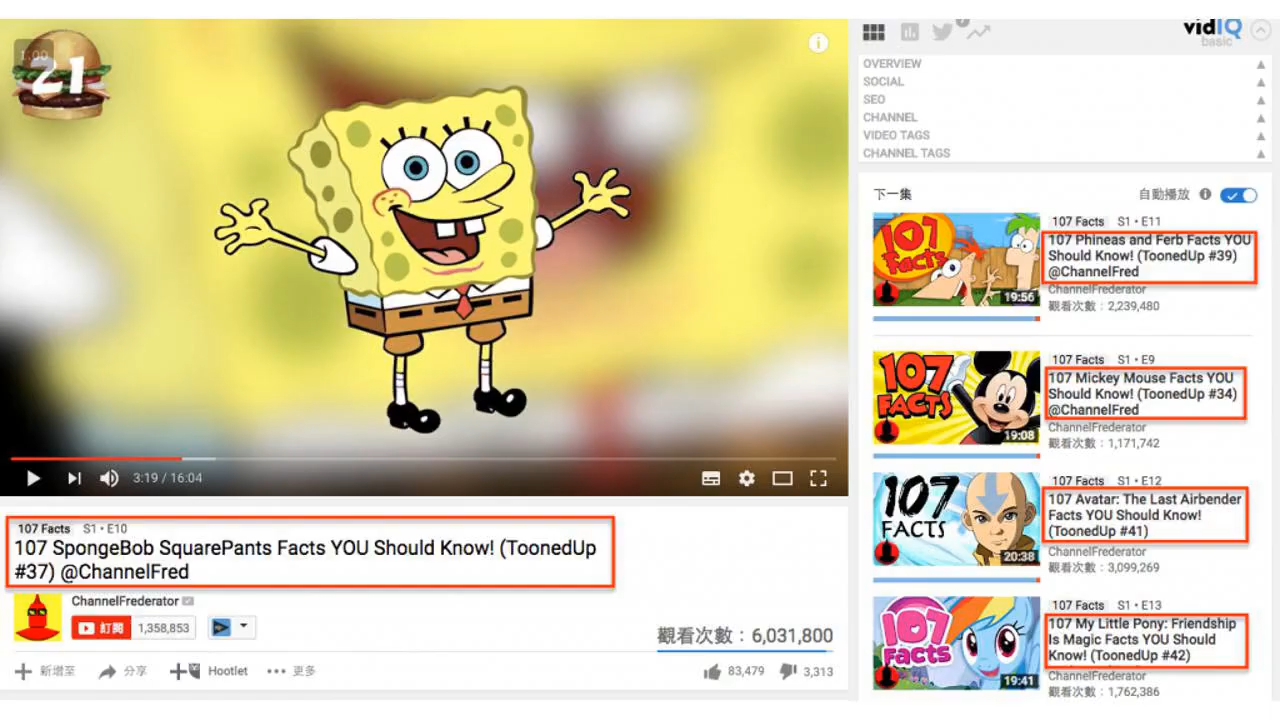 1.00
21
3:19 / 16:04
107 Facts S1 • E10
107 SpongeBob SquarePants Facts YOU Should Know! (ToonedUp
#37) @ChannelFred
ChannelFrederator
訂閱 1,358,853
觀看次數：6,031,800
新增至 分享 Hootlet 更多 83,479 3,313
vidIQ
basic
OVERVIEW
SOCIAL
SEO
CHANNEL
VIDEO TAGS
CHANNEL TAGS
下一集 自動播放
107
Facts
19:56
107 Facts S1 • E11
107 Phineas and Ferb Facts YOU
Should Know! (ToonedUp #39)
@ChannelFred
ChannelFrederator
觀看次數：2,239,480
107
FACTS
19:08
107 Facts S1 • E9
107 Mickey Mouse Facts YOU
Should Know! (ToonedUp #34)
@ChannelFred
ChannelFrederator
觀看次數：1,171,742
107
FACTS
20:38
107 Facts S1 • E12
107 Avatar: The Last Airbender
Facts YOU Should Know!
(ToonedUp #41)
ChannelFrederator
觀看次數：3,099,269
107
Facts
19:41
107 Facts S1 • E13
107 My Little Pony: Friendship
Is Magic Facts YOU Should
Know! (ToonedUp #42)
ChannelFrederator
觀看次數：1,762,386